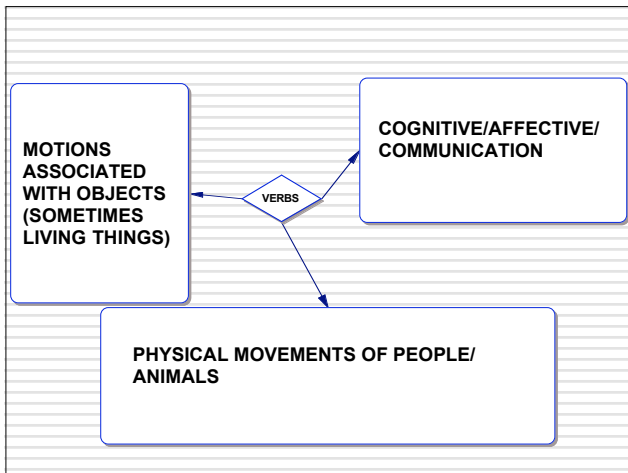 MOTIONS
ASSOCIATED
WITH OBJECTS
(SOMETIMES
LIVING THINGS)
COGNITIVE/AFFECTIVE/
COMMUNICATION
VERBS
PHYSICAL MOVEMENTS OF PEOPLE/
ANIMALS